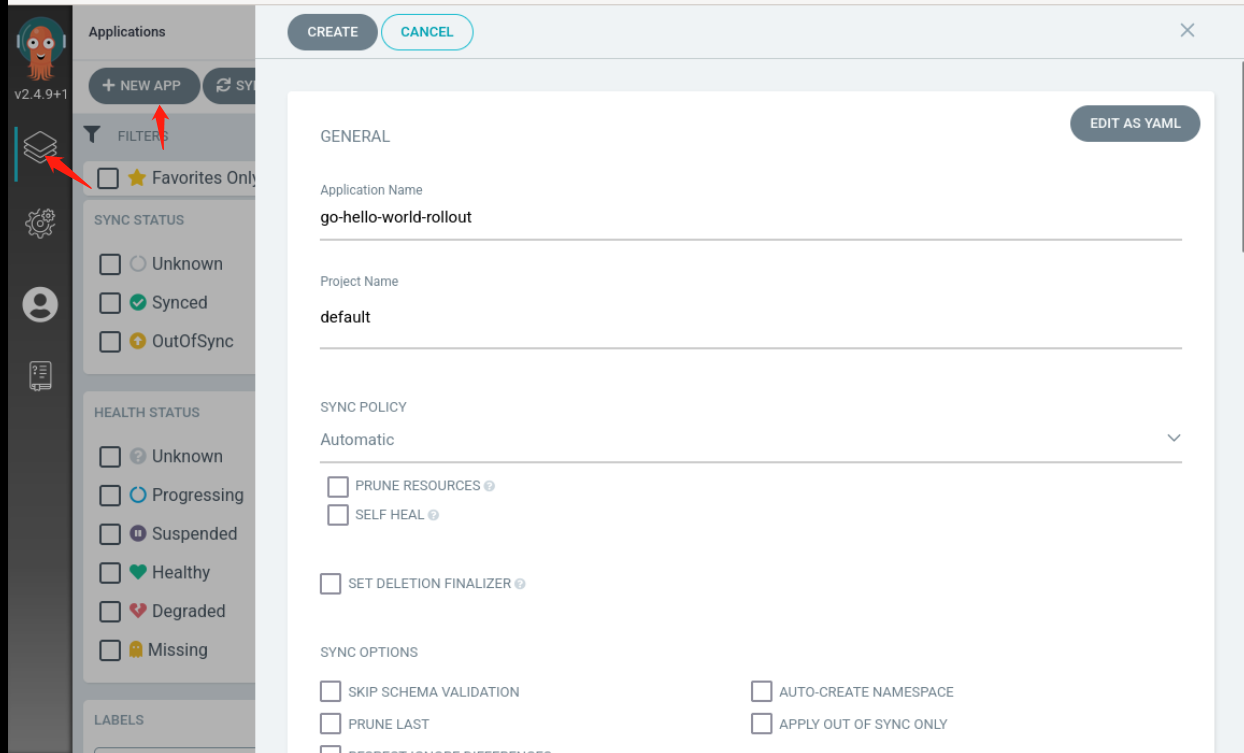 Applications
v2.4.9+1
+ NEW APP
SY
FILTERS
Favorites Only
SYNC STATUS
Unknown
Synced
OutOfSync
HEALTH STATUS
Unknown
Progressing
Suspended
Healthy
Degraded
Missing
LABELS
CREATE
CANCEL
EDIT AS YAML
GENERAL
Application Name
go-hello-world-rollout
Project Name
default
SYNC POLICY
Automatic
PRUNE RESOURCES
SELF HEAL
SET DELETION FINALIZER
SYNC OPTIONS
SKIP SCHEMA VALIDATION
AUTO-CREATE NAMESPACE
PRUNE LAST
APPLY OUT OF SYNC ONLY
RESPECT IGNORE DIFFERENCES